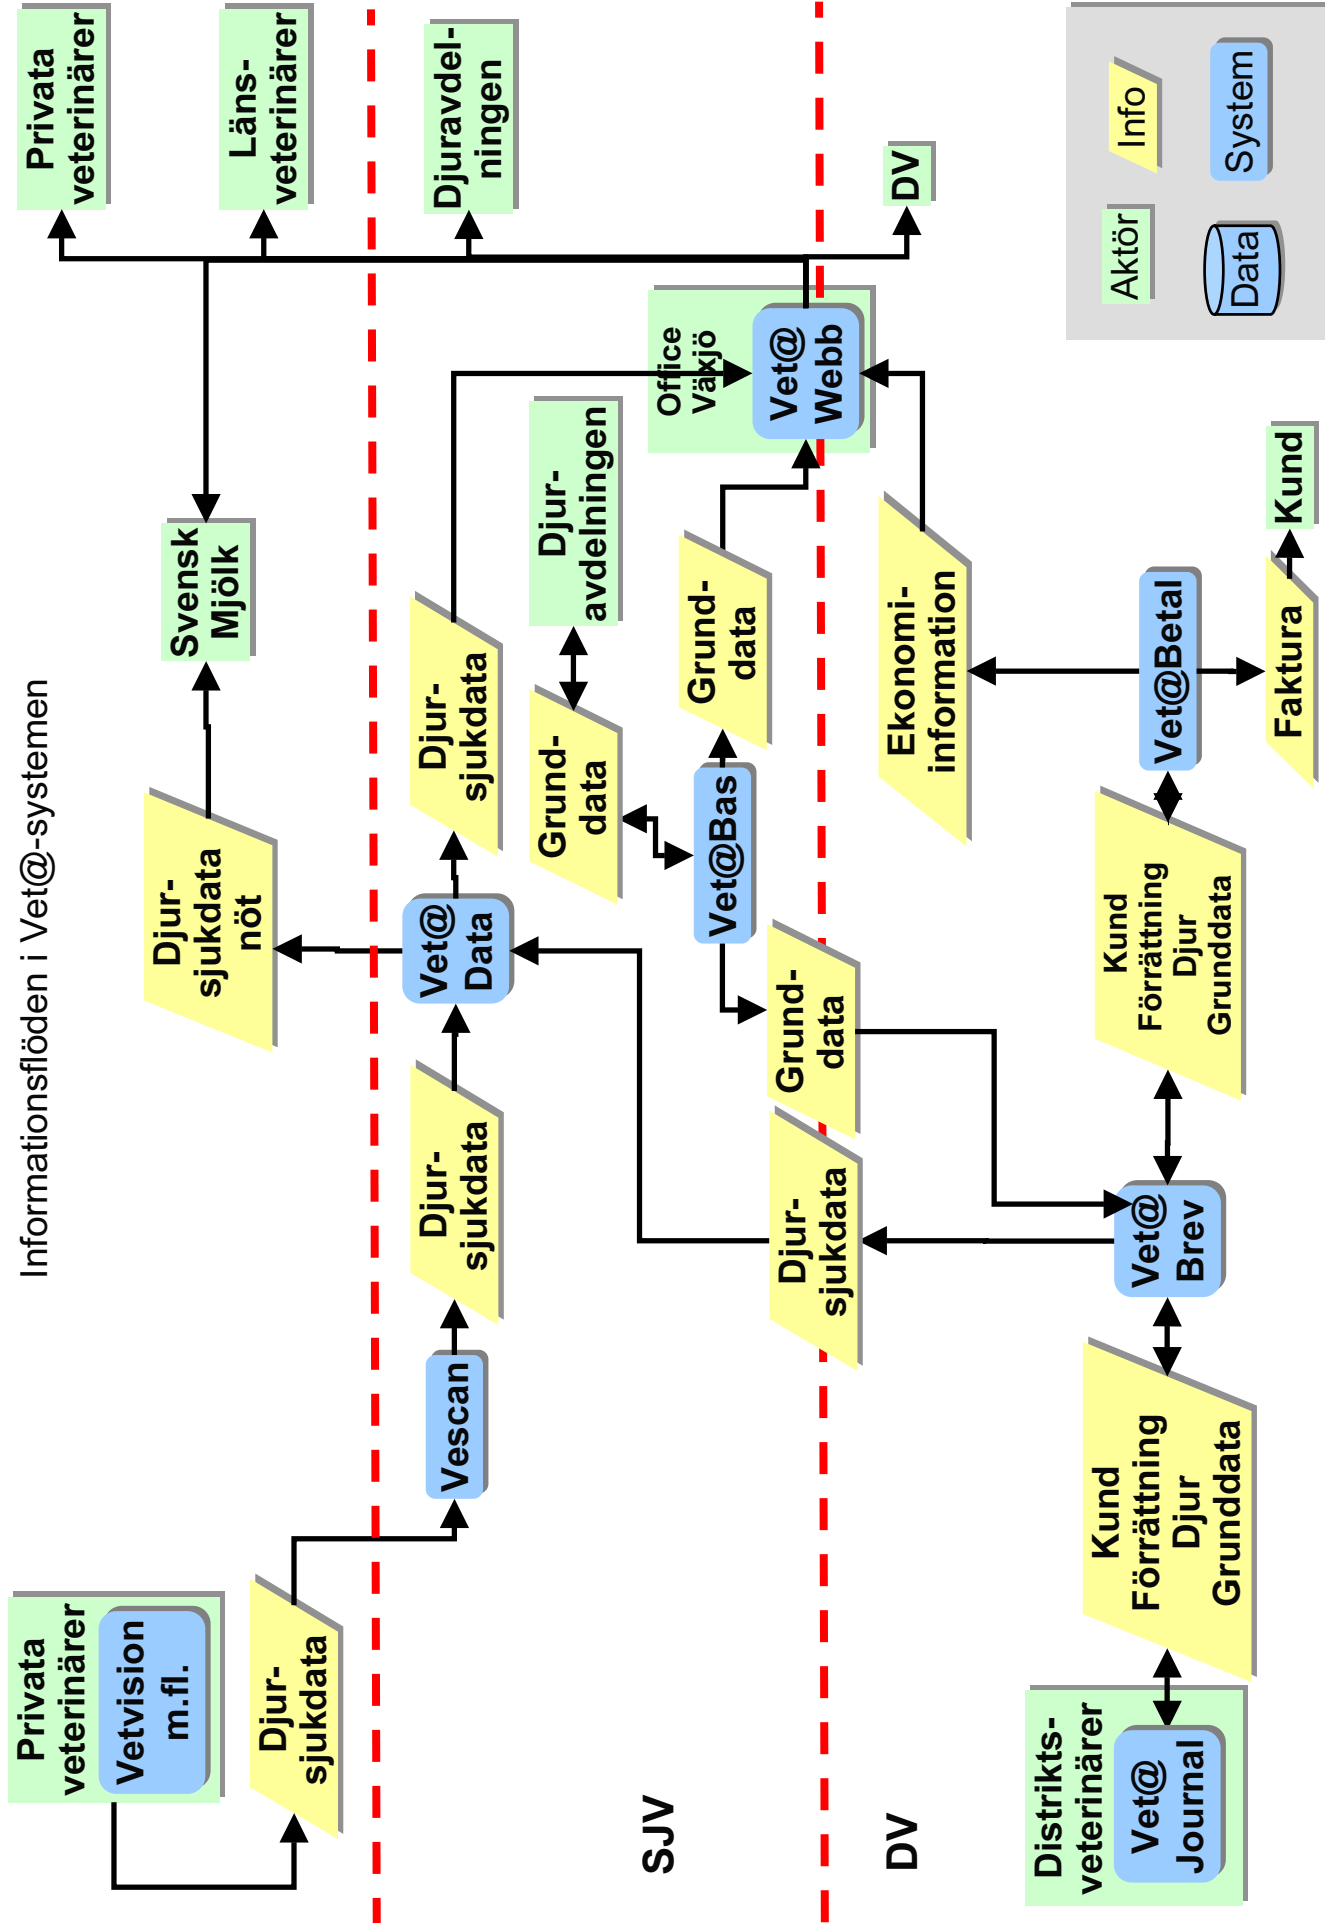 Informationsflöden i Vet@-systemen
Privata
veterinärer
Vetvision
m.fl.
Djur-
sjukdata
Djur-
sjukdata
nöt
Svensk
Mjölk
Privata
veterinärer
Läns-
veterinärer
Vescan
Djur-
sjukdata
Vet@
Data
Djur-
sjukdata
Djuravdel-
ningen
Grund-
data
Djur-
avdelningen
SJV
Vet@Bas
Grund-
data
Office
Växjö
Vet@
Webb
Djur-
sjukdata
Grund-
data
DV
Ekonomi-
information
DV
Distrikts-
veterinärer
Vet@
Journal
Kund
Förrättning
Djur
Grunddata
Vet@
Brev
Kund
Förrättning
Djur
Grunddata
Vet@Betal
Faktura
Kund
Aktör
Info
Data
System